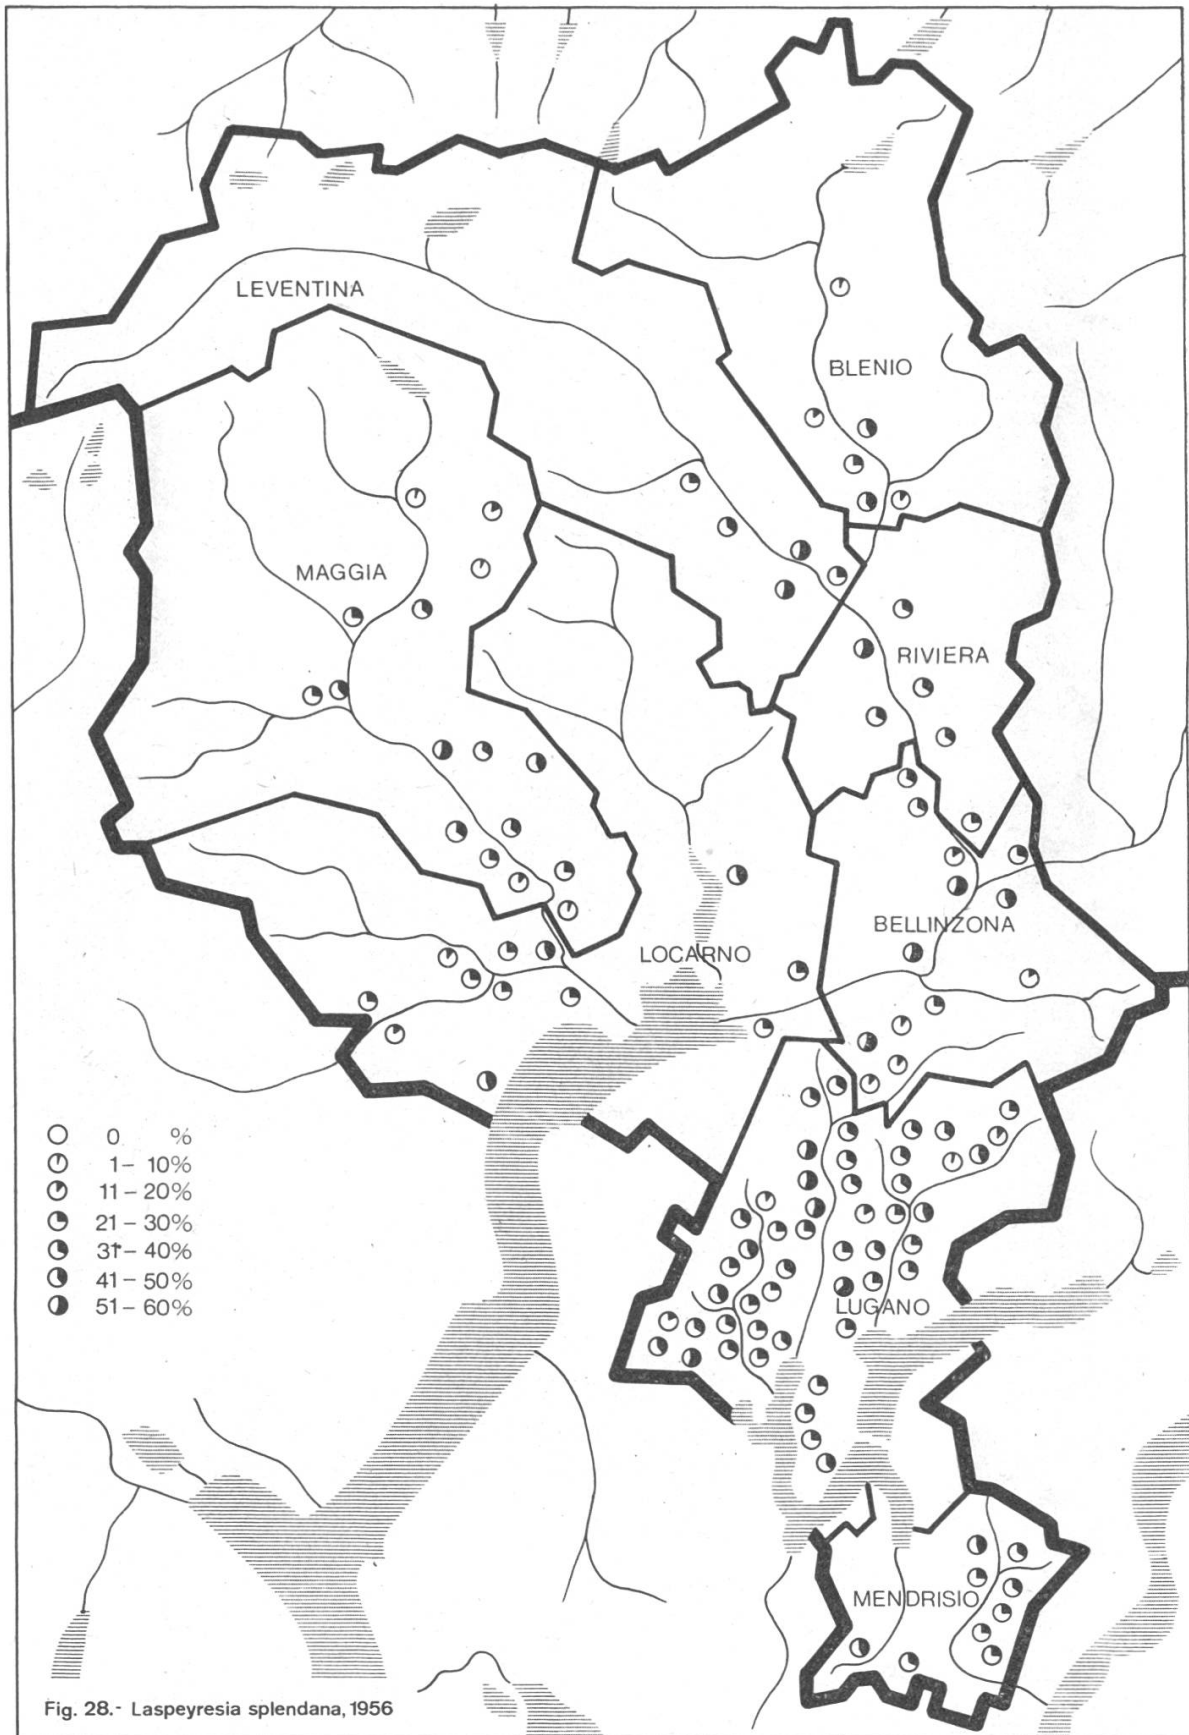 LEVENTINA
BLENIO
MAGGIA
RIVIERA
BELLINZONA
LOCARNO
0 %
1 – 10%
11 – 20%
21 – 30%
31 – 40%
41 – 50%
51 – 60%
LUGANO
MENDRISIO
Fig. 28.- Laspeyresia splendana, 1956